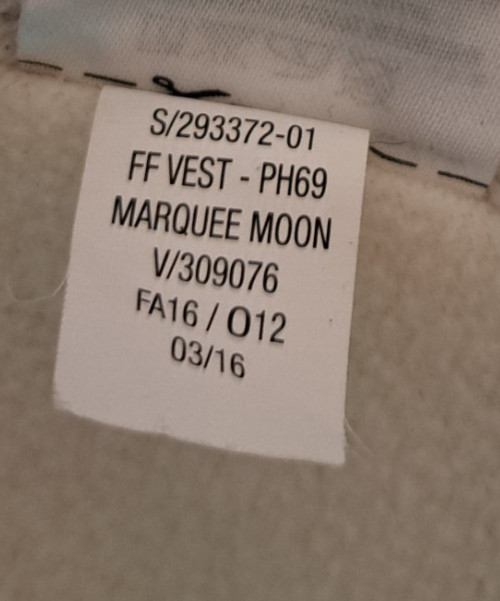 S/293372-01
FF VEST - PH69
MARQUEE MOON
V/309076
FA16 / O12
03/16